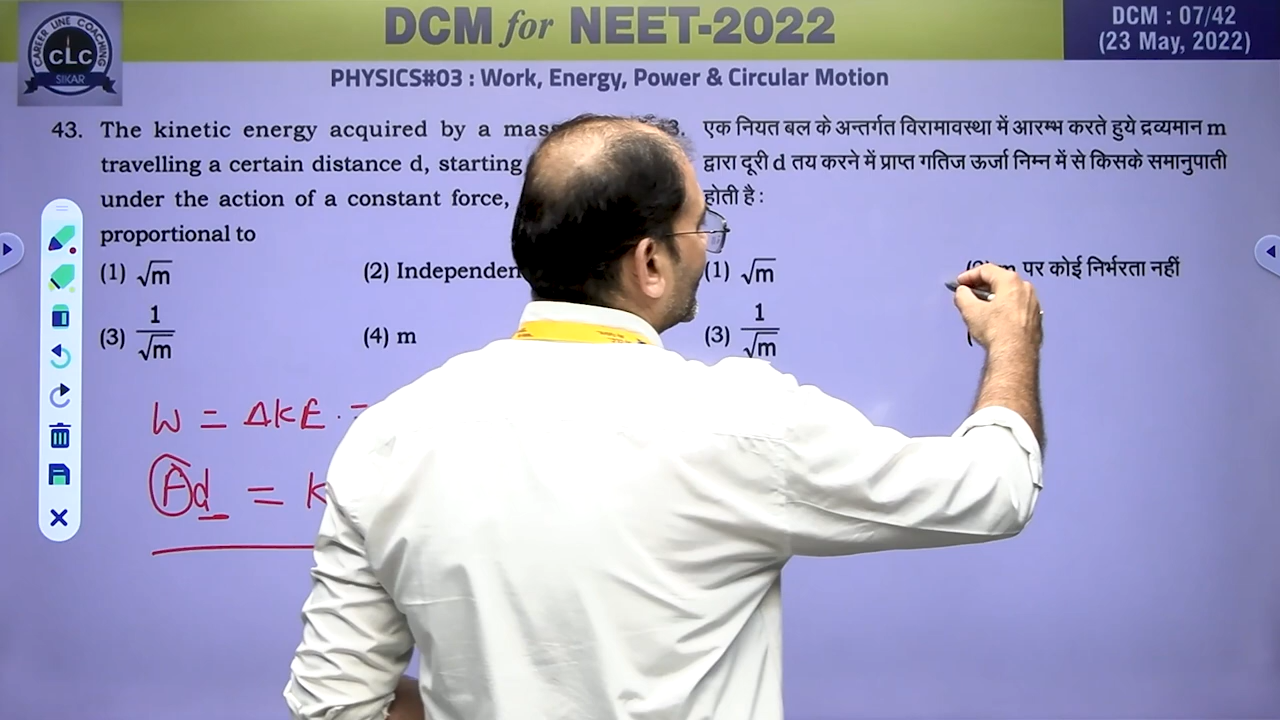 DCM for NEET-2022
DCM : 07/42
(23 May, 2022)
CAREER LINE COACHING
CLC
SIKAR
PHYSICS#03 : Work, Energy, Power & Circular Motion
43. The kinetic energy acquired by a mass
travelling a certain distance d, starting
under the action of a constant force,
proportional to
(1) √m
(2) Independen
(3) 1/√m
(4) m
3. एक नियत बल के अन्तर्गत विरामावस्था में आरम्भ करते हुये द्रव्यमान m
द्वारा दूरी d तय करने में प्राप्त गतिज ऊर्जा निम्न में से किसके समानुपाती
होती है :
(1) √m
पर कोई निर्भरता नहीं
(3) 1/√m
W = ΔKE. =
Fd = K